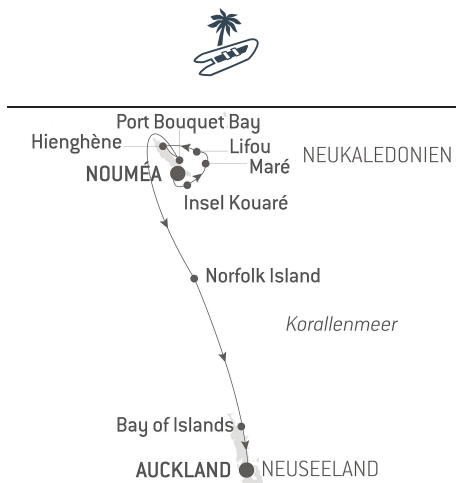 Port Bouquet Bay
Hienghène
Lifou
NEUKALEDONIEN
Maré
NOUMÉA
Insel Kouaré
Norfolk Island
Korallenmeer
Bay of Islands
AUCKLAND
NEUSEELAND